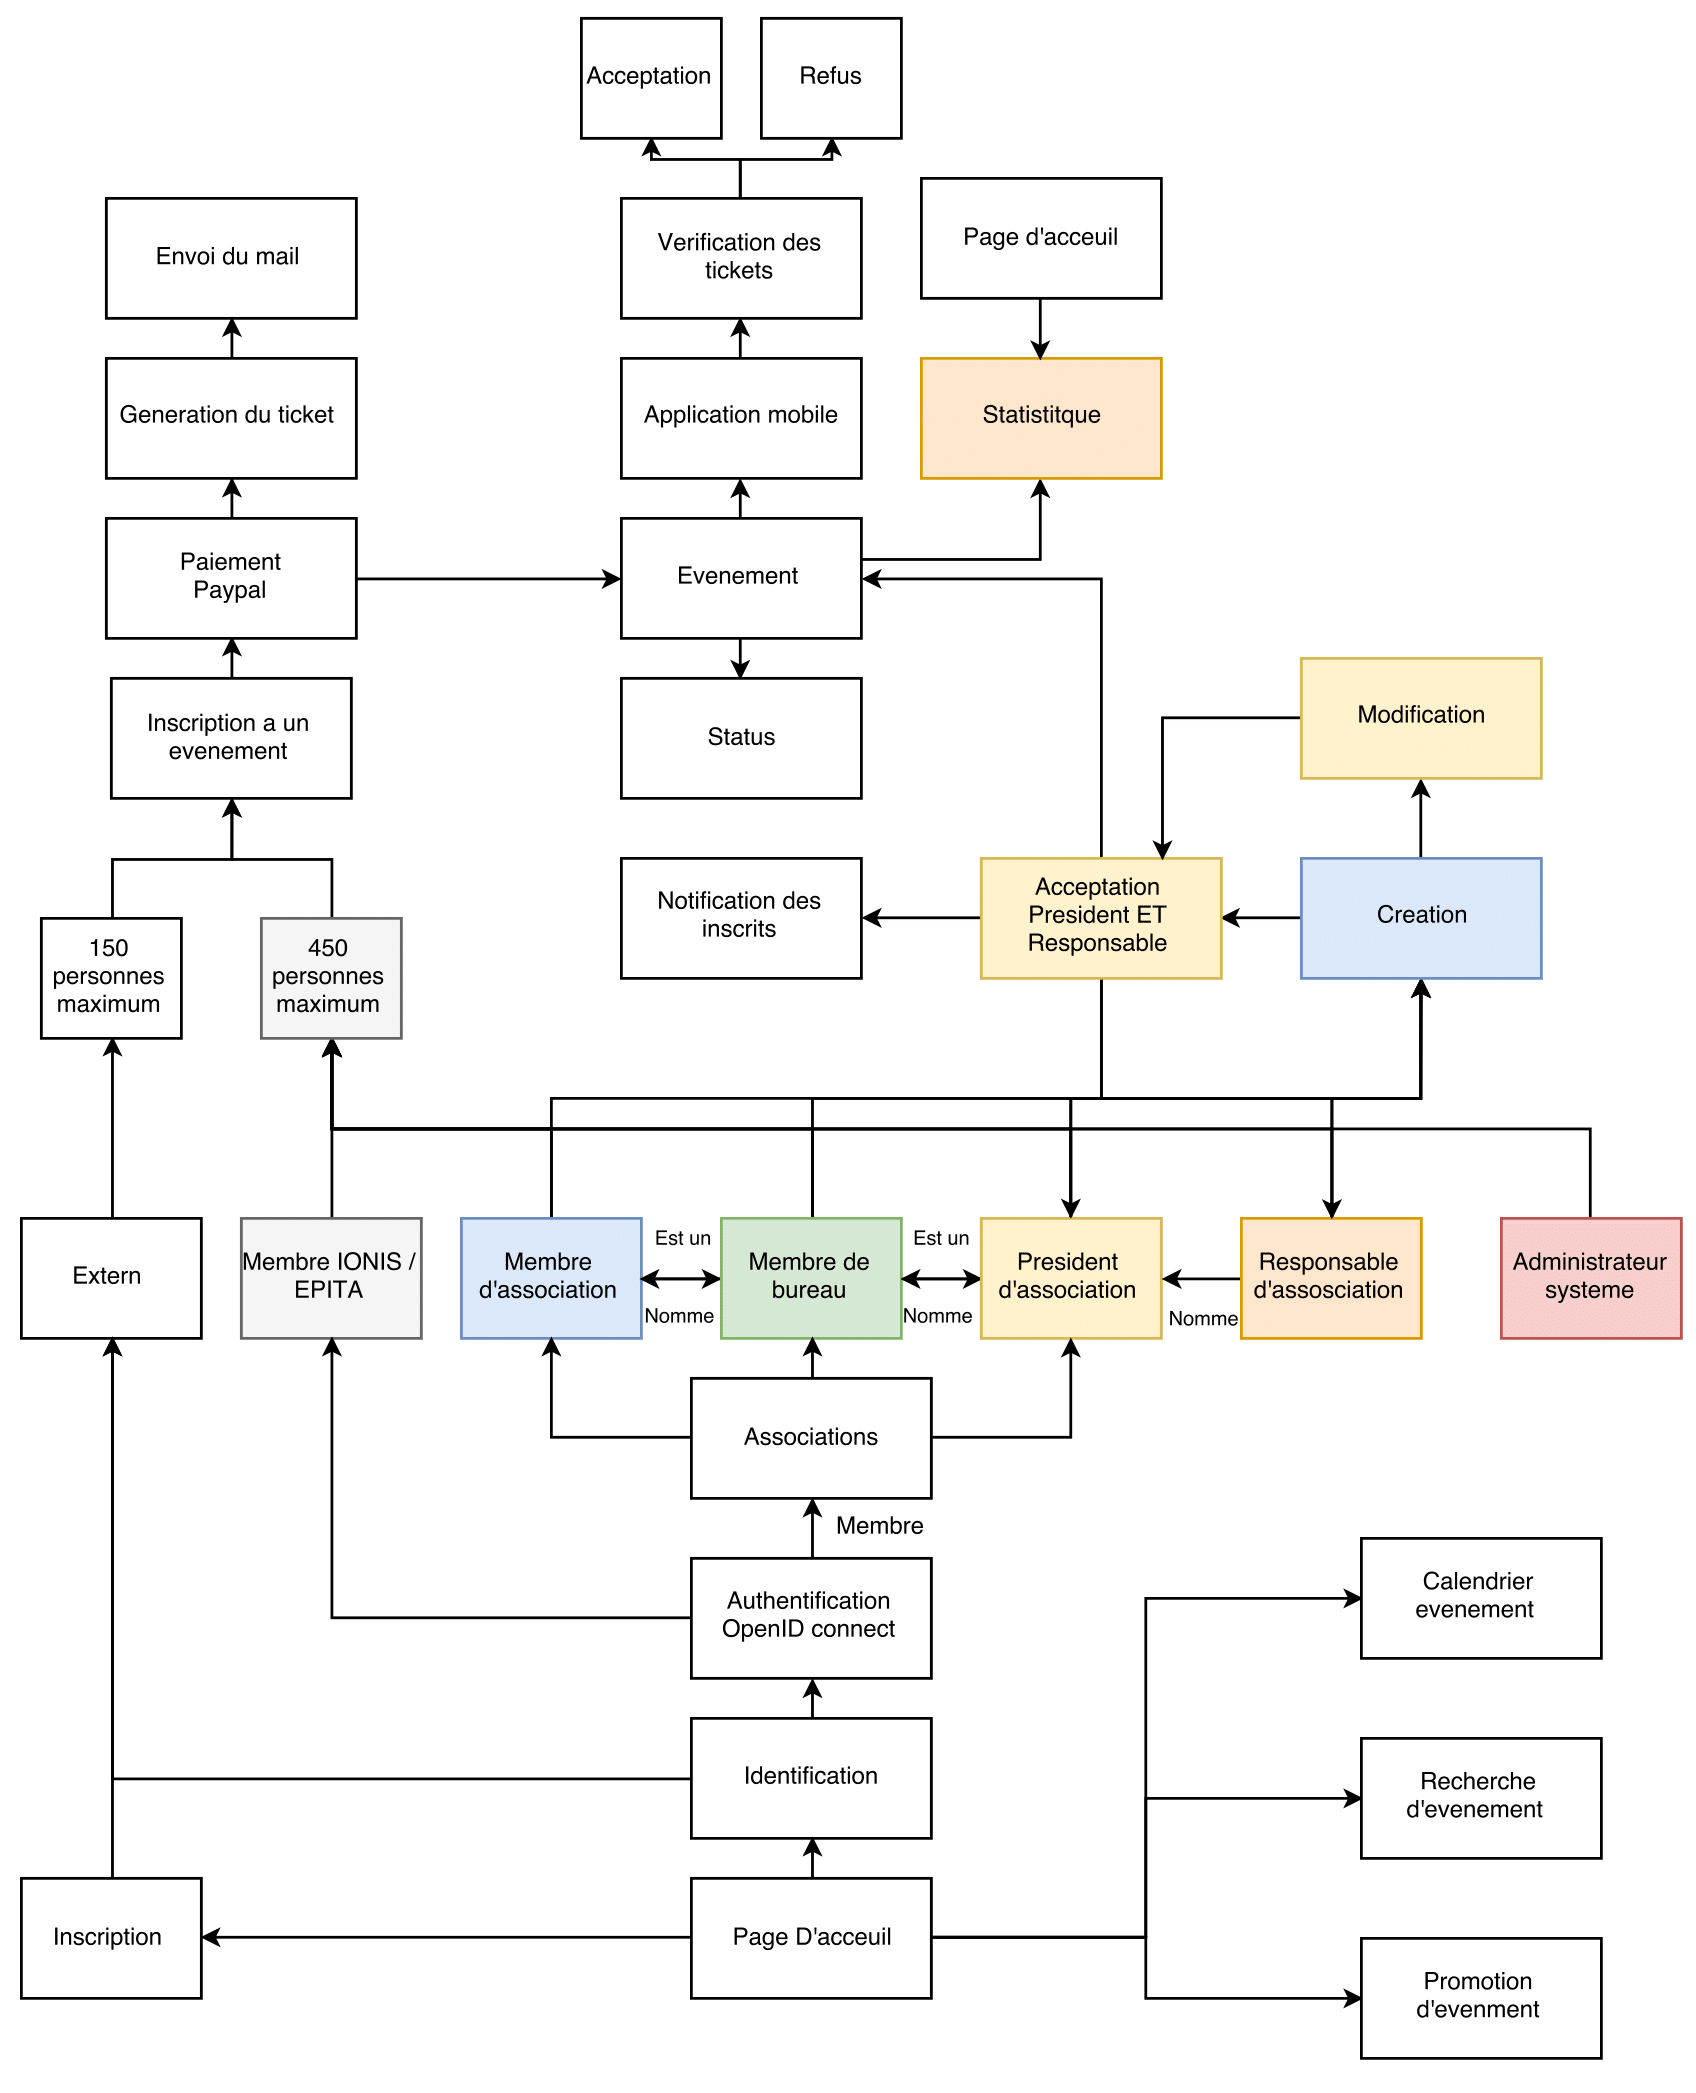 Acceptation
Refus
Envoi du mail
Verification des
tickets
Page d'acceuil
Generation du ticket
Application mobile
Statistitque
Paiement
Paypal
Evenement
Inscription a un
evenement
Status
Modification
150
personnes
maximum
450
personnes
maximum
Notification des
inscrits
Acceptation
President ET
Responsable
Creation
Extern
Membre IONIS /
EPITA
Membre
d'association
Est un
Nomme
Membre de
bureau
Est un
Nomme
President
d'association
Nomme
Responsable
d'assosciation
Administrateur
systeme
Associations
Membre
Authentification
OpenID connect
Calendrier
evenement
Identification
Recherche
d'evenement
Inscription
Page D'acceuil
Promotion
d'evenment